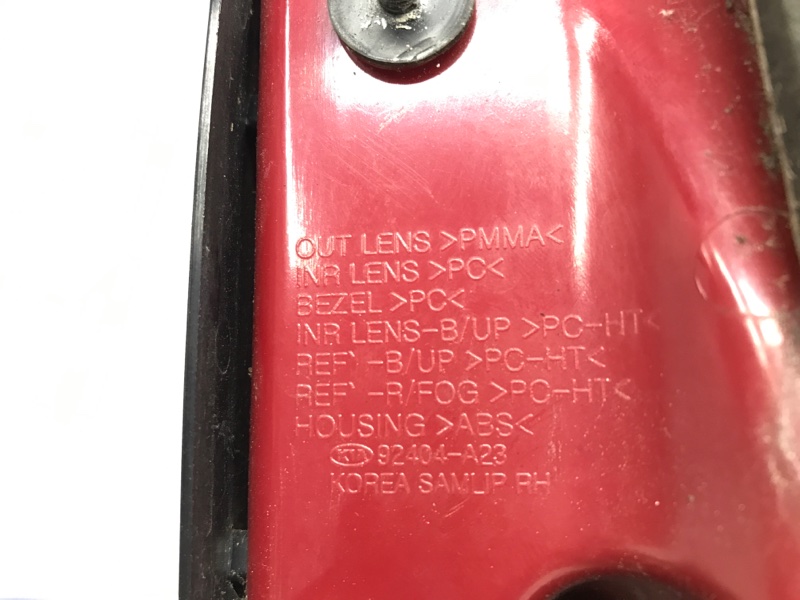 OUT LENS >PMMA<
INR LENS >PC<
BEZEL >PC<
INR LENS-B/UP >PC-HT<
REF\-B/UP >PC-HT<
REF\-R/FOG >PC-HT<
HOUSING >ABS<
KIA 92404-A23
KOREA SAMLIP RH